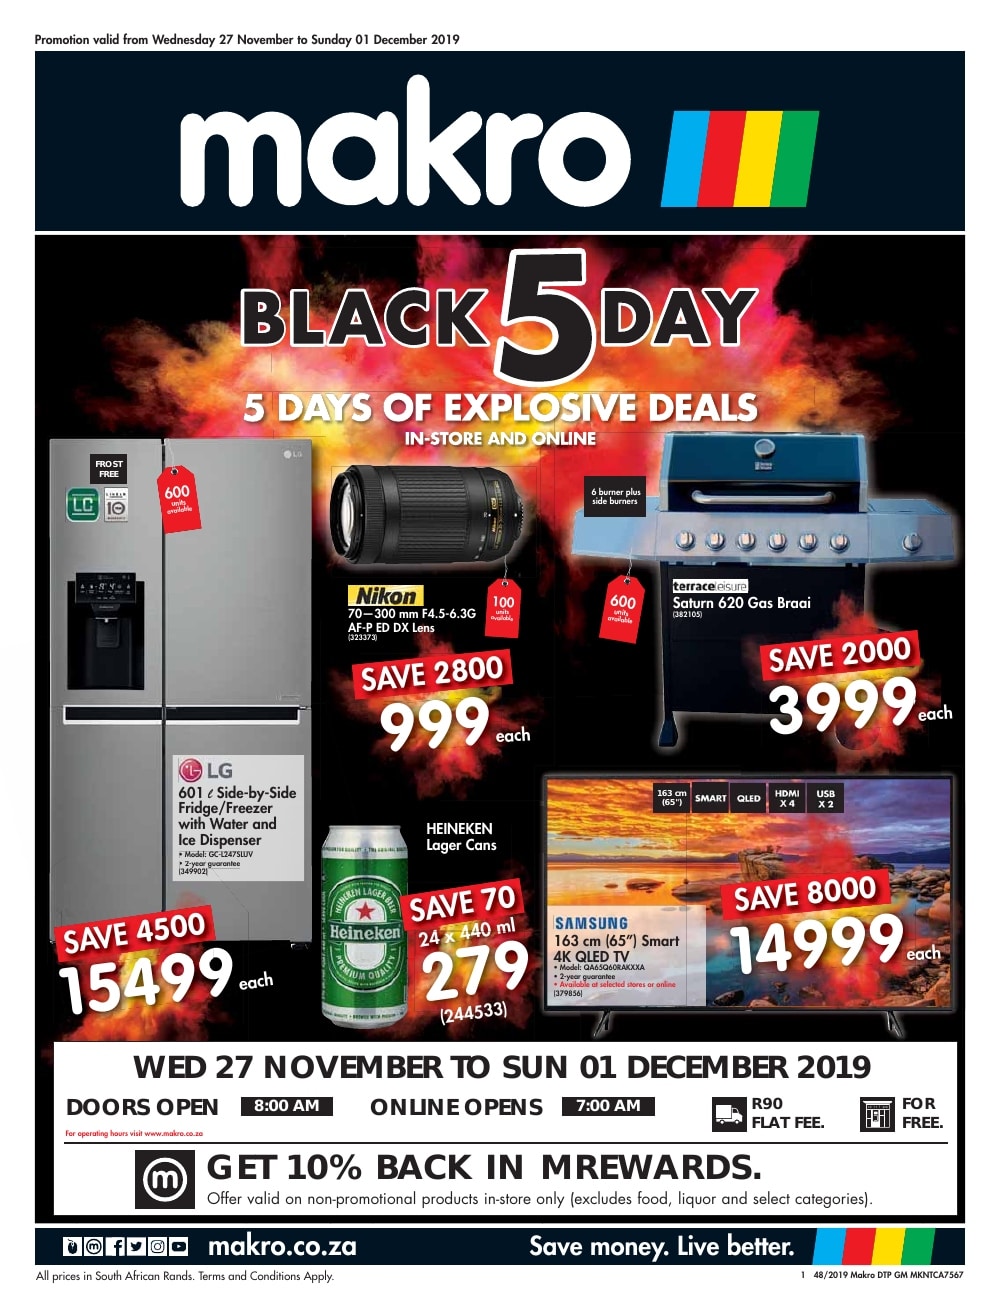 Promotion valid from Wednesday 27 November to Sunday 01 December 2019
makro
BLACK 5 DAY
5 DAYS OF EXPLOSIVE DEALS
IN-STORE AND ONLINE
FROST
FREE
600
units
available
LG
6 burner plus
side burners
Nikon
70—300 mm F4.5-6.3G
AF-P ED DX Lens
(323373)
100
units
available
SAVE 2800
999 each
600
units
available
terraceleisure
Saturn 620 Gas Braai
(382105)
SAVE 2000
3999 each
LG
601 ℓ Side-by-Side
Fridge/Freezer
with Water and
Ice Dispenser
• Model: GC-L247SLUV
• 2-year guarantee
(349902)
SAVE 4500
15499 each
HEINEKEN
Lager Cans
HEINEKEN LAGER BEER
Heineken
PREMIUM QUALITY
SAVE 70
24 x 440 ml
279
(244533)
163 cm
(65")
SMART
QLED
HDMI
X 4
USB
X 2
SAMSUNG
163 cm (65”) Smart
4K QLED TV
• Model: QA65Q60RAKXXA
• 2-year guarantee
• Available at selected stores or online
(379856)
SAVE 8000
14999 each
WED 27 NOVEMBER TO SUN 01 DECEMBER 2019
DOORS OPEN 8:00 AM ONLINE OPENS 7:00 AM
R90
FLAT FEE.
FOR
FREE.
For operating hours visit www.makro.co.za
m GET 10% BACK IN MREWARDS.
Offer valid on non-promotional products in-store only (excludes food, liquor and select categories).
makro.co.za
Save money. Live better.
All prices in South African Rands. Terms and Conditions Apply.
1 48/2019 Makro DTP GM MKNTCA7567